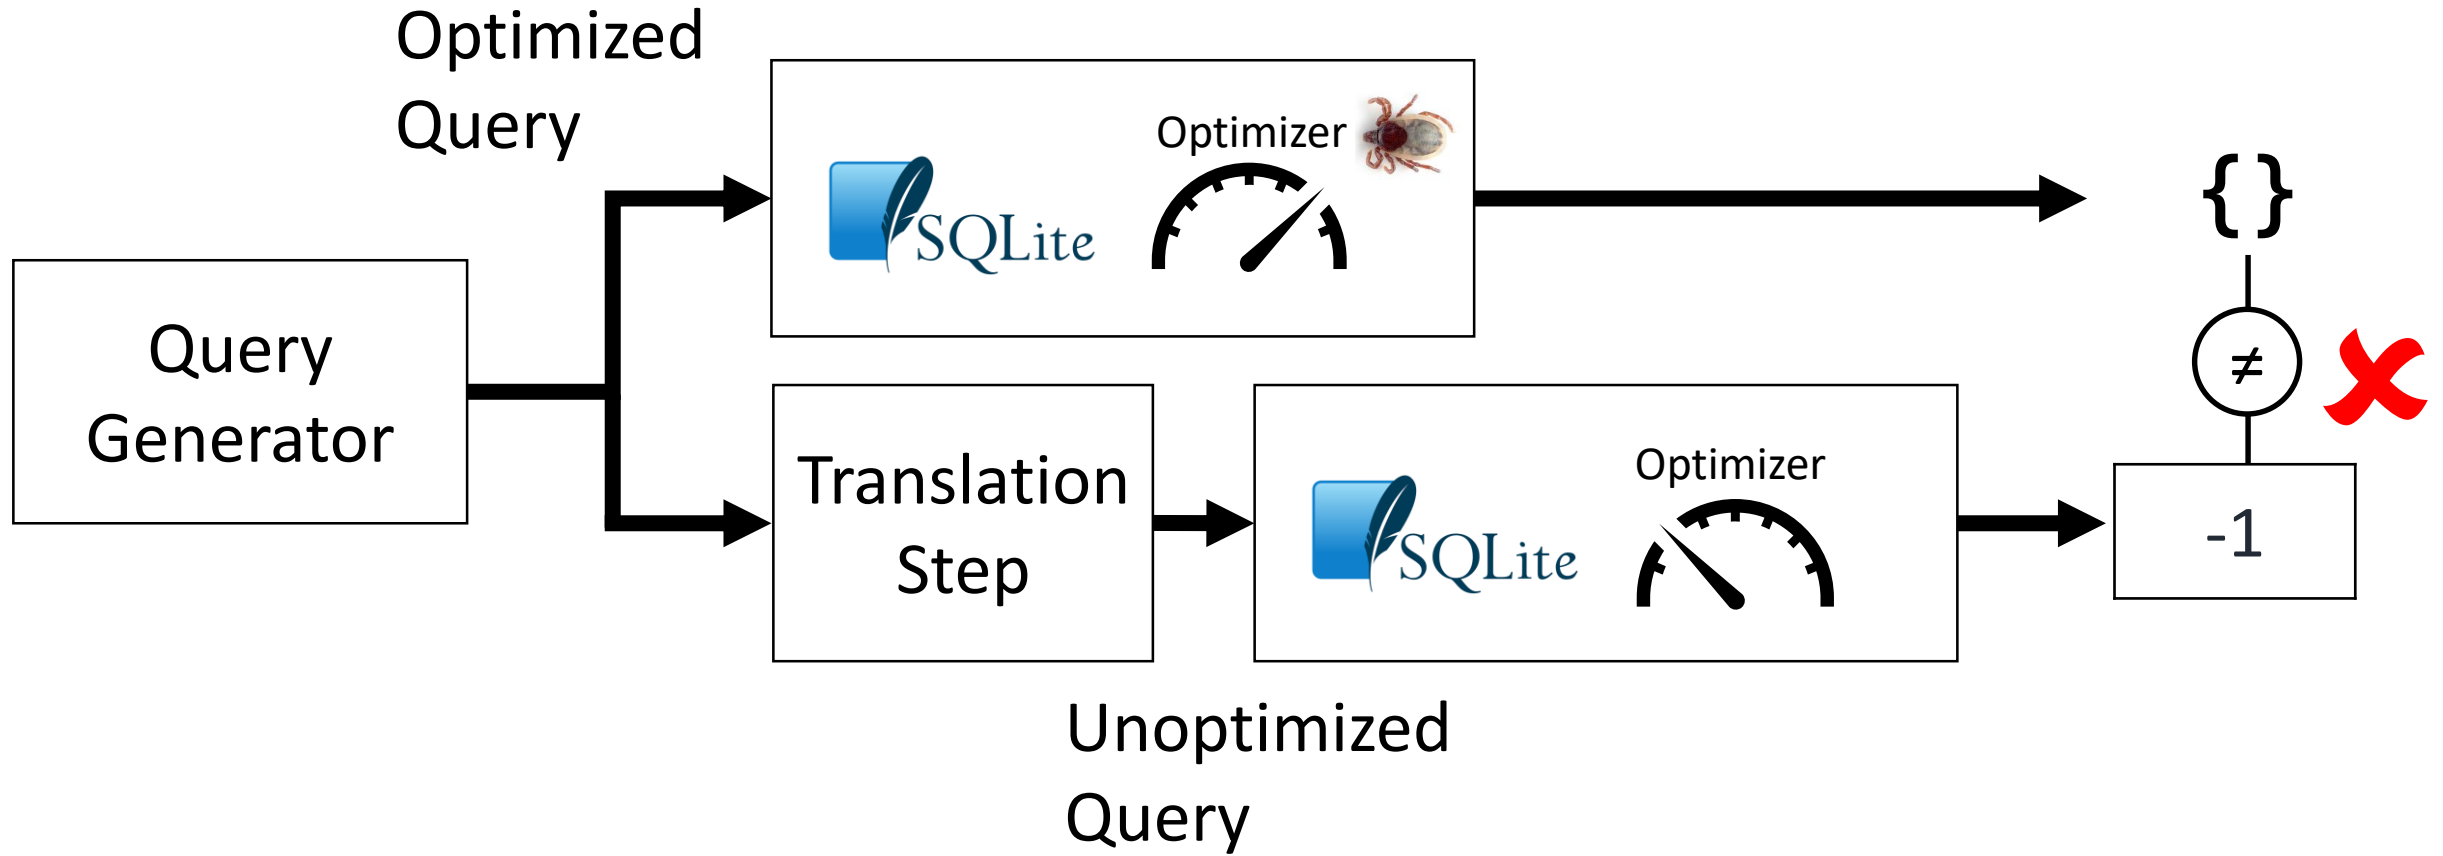 Optimized
Query
Optimizer
SQLite
{}
Query
Generator
≠
Translation
Step
Optimizer
SQLite
-1
Unoptimized
Query